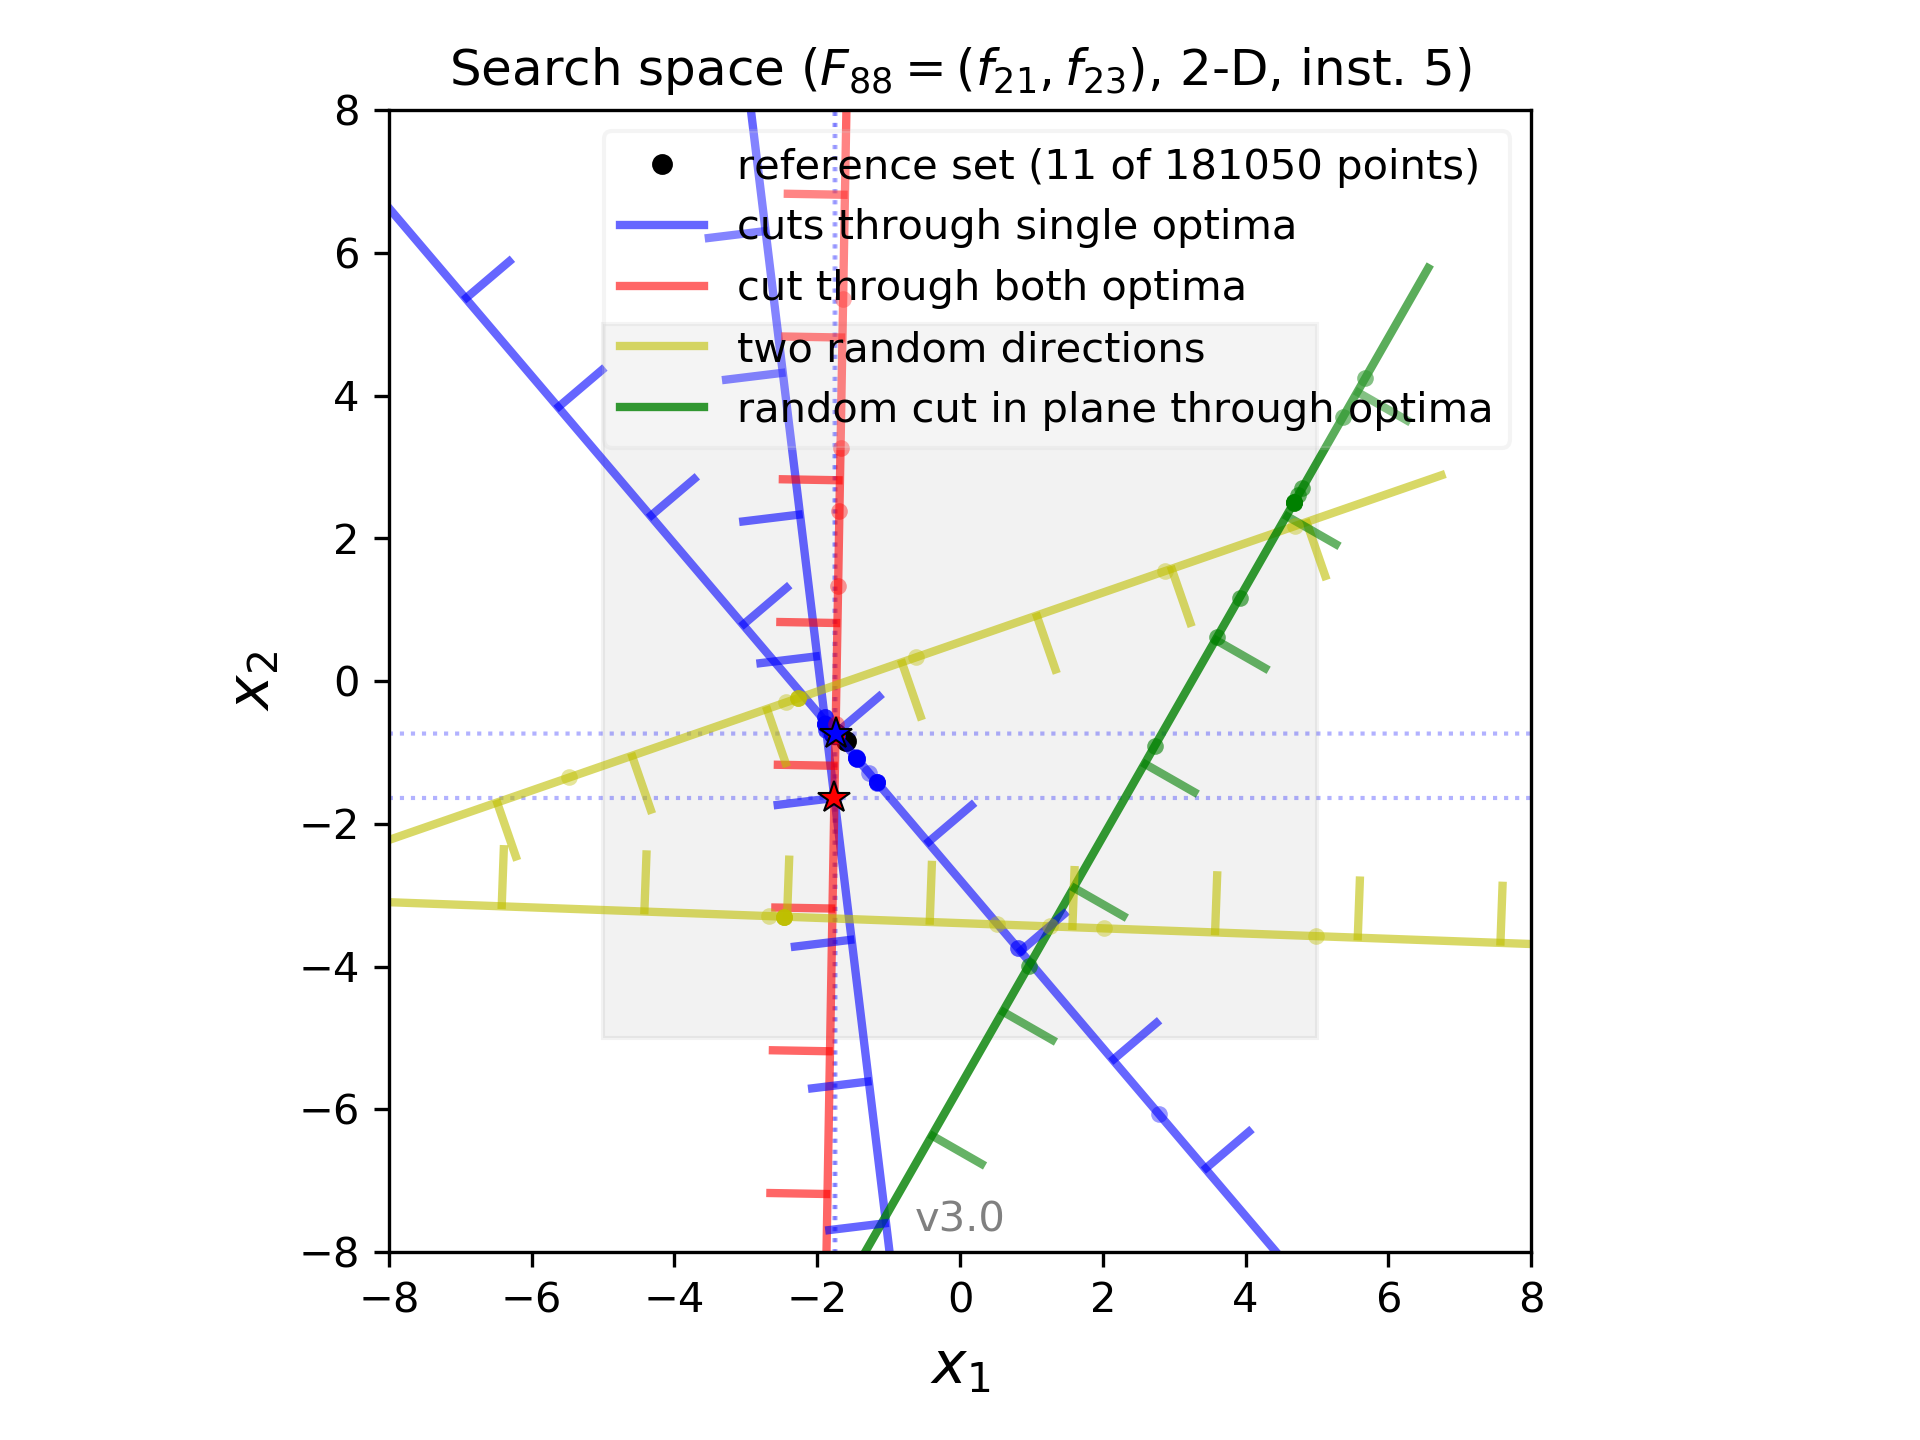 Search space (F₈₈ = (f₂₁, f₂₃), 2-D, inst. 5)
reference set (11 of 181050 points)
cuts through single optima
cut through both optima
two random directions
random cut in plane through optima
8
6
4
2
0
−2
−4
−6
−8
x₂
v3.0
−8 −6 −4 −2 0 2 4 6 8
x₁